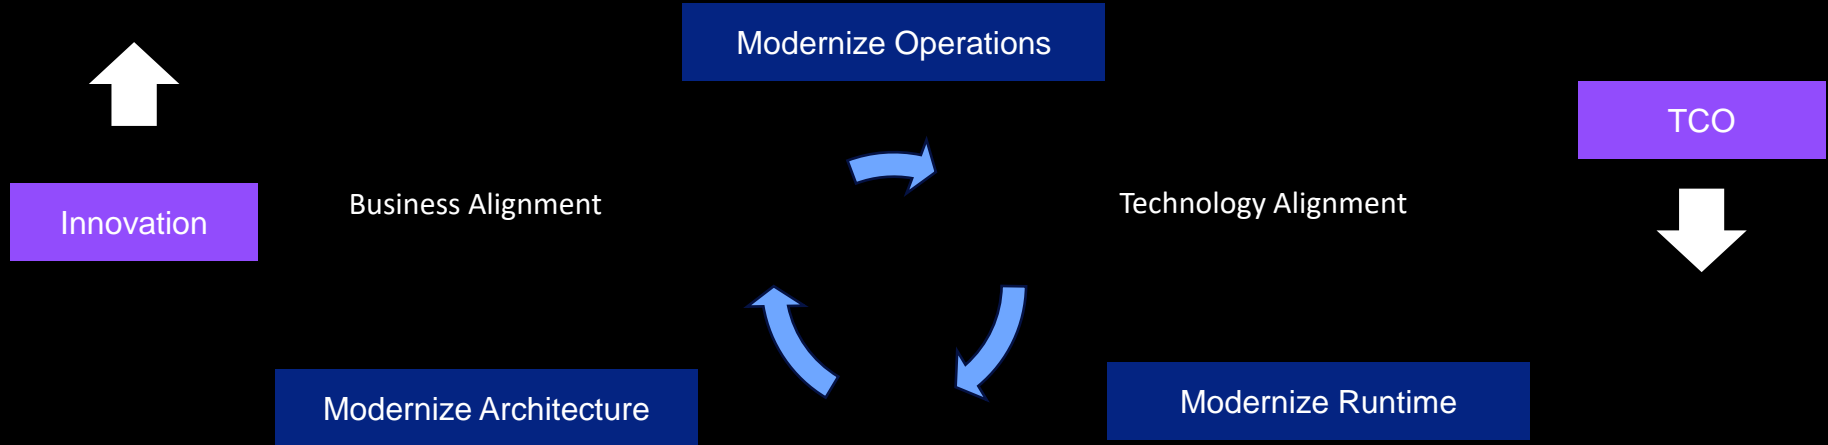 Modernize Operations
TCO
Innovation
Business Alignment
Technology Alignment
Modernize Architecture
Modernize Runtime